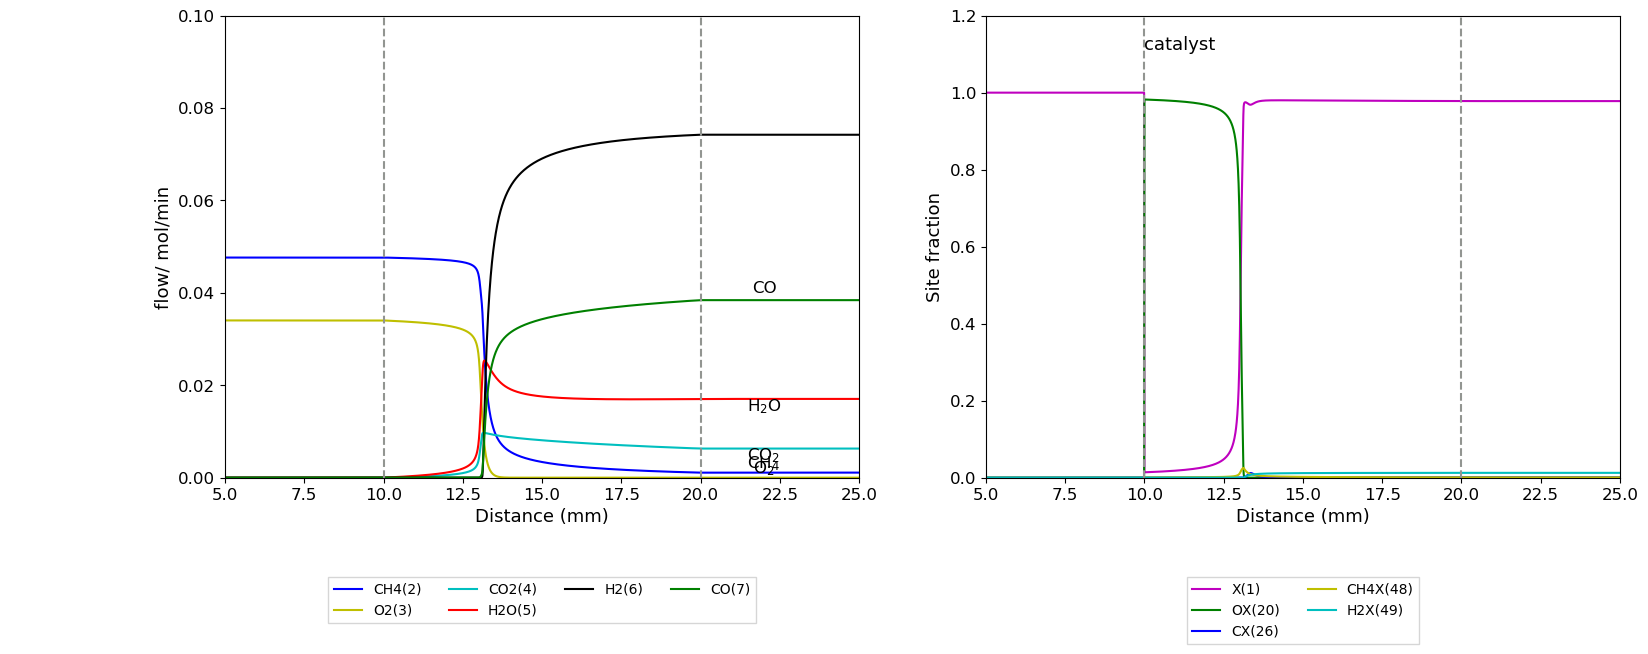 0.10
0.08
0.06
0.04
0.02
0.00
flow/ mol/min
CO
H₂O
CO₂
CH₄
O₂
5.0 7.5 10.0 12.5 15.0 17.5 20.0 22.5 25.0
Distance (mm)
CH4(2) CO2(4) H2(6) CO(7)
O2(3) H2O(5)
1.2
1.0
0.8
0.6
0.4
0.2
0.0
Site fraction
catalyst
5.0 7.5 10.0 12.5 15.0 17.5 20.0 22.5 25.0
Distance (mm)
X(1) CH4X(48)
OX(20) H2X(49)
CX(26)